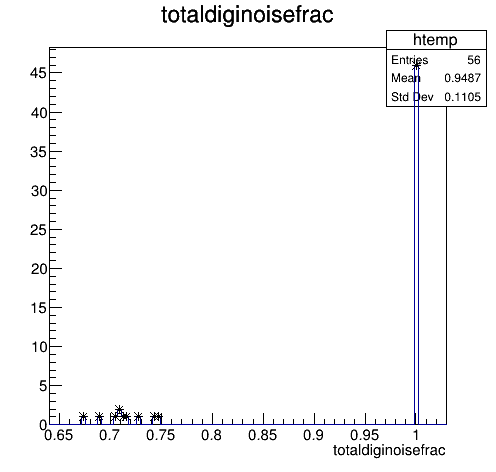 totaldiginoisefrac
htemp
Entries 56
Mean 0.9487
Std Dev 0.1105
45
40
35
30
25
20
15
10
5
0
0.65 0.7 0.75 0.8 0.85 0.9 0.95 1
totaldiginoisefrac